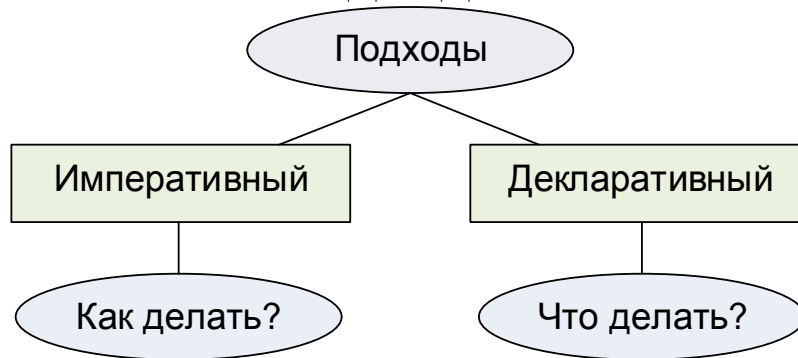 Подходы
Императивный
Декларативный
Как делать?
Что делать?